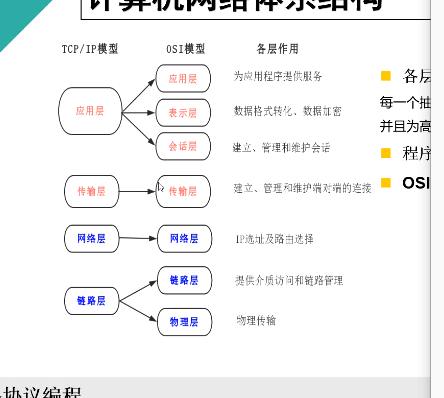 计算机网络体系结构
TCP/IP模型 OSI模型 各层作用
应用层 应用层 为应用程序提供服务
表示层 数据格式转化、数据加密
会话层 建立、管理和维护会话
传输层 传输层 建立、管理和维护端对端的连接
网络层 网络层 IP选址及路由选择
链路层 链路层 提供介质访问和链路管理
物理层 物理传输
各层
每一个抽
并且为高
程序
OSI
协议编程